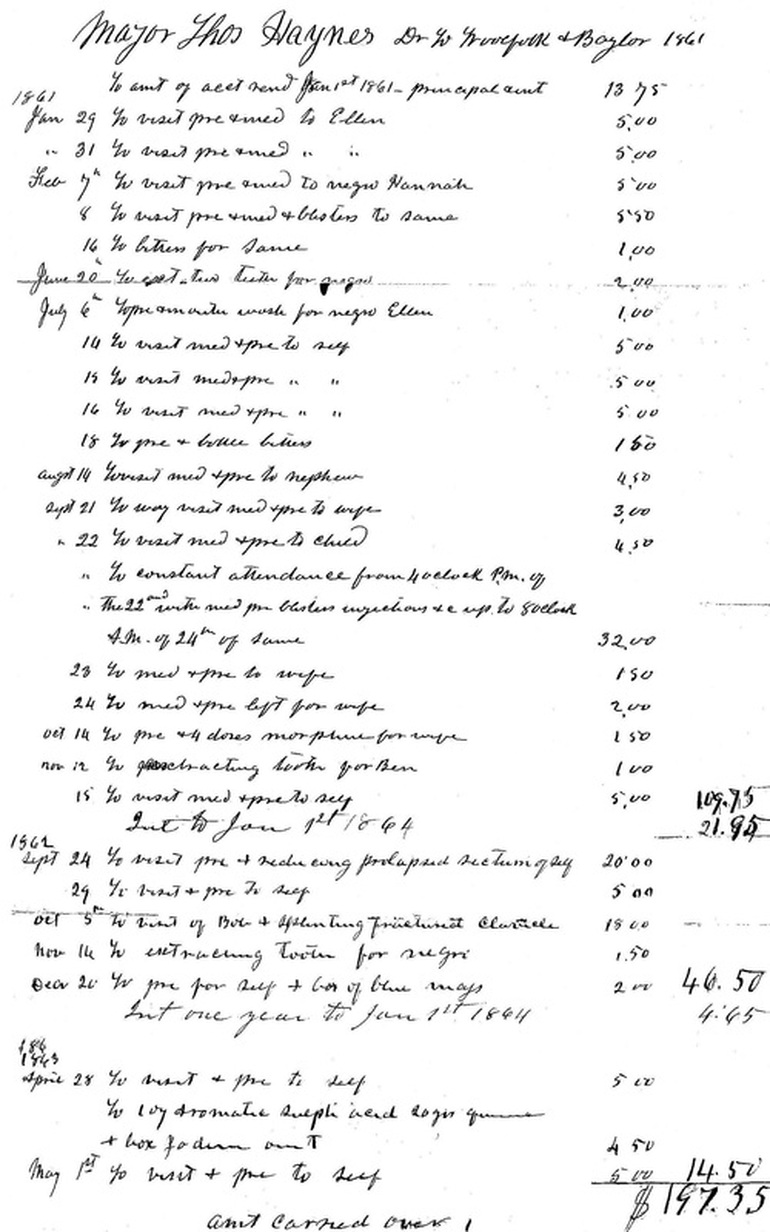 Major Thos Haynes Dr to Woolfolk & Baylor 1861
1861 To amt of acct rend Jan 1st 1861 - principal amt 13 75
Jan 29 To visit pre & med to Ellen 5.00
" 31 To visit pre & med " " 5.00
Feb 7th To visit pre & med to negro Hannah 5 00
8 To visit pre & med & blisters to same 5 50
16 To bitters for same 1.00
June 20th To ext. two teeth for negro 2.00
July 6th To pre & mouth wash for negro Ellen 1.00
14 To visit med & pre to self 5 00
15 To visit med & pre " " 5 00
16 To visit med & pre " " 5 00
18 To pre & bottle bitters 1 50
augst 14 To visit med & pre to nephew 4.50
Sept 21 To way visit med & pre to wife 3.00
" 22 To visit med & pre to child 4.50
" To constant attendance from 4 oclock P.M. of
" the 22nd with med pre blisters injections &c up to 8 oclock
A.M. of 24th of same 32.00
23 To med & pre to wife 1 50
24 To med & pre left for wife 2.00
oct 14 To pre & 4 doses morphine for wife 1 50
nov 12 To extracting tooth for Ben 1 00
15 To visit med & pre to self 5.00 109.75
Int to Jan 1st 1864 21.95
1862
Sept 24 To visit pre & reducing prolapsed rectum of self 20.00
29 To visit & pre to self 5 00
oct 5th to visit of Bob & splinting fractured Clavicle 18 00
Nov 14 To extracting tooth for negro 1.50
Decr 20 To pre for self & box of blue mass 2 00 46.50
Int one year to Jan 1st 1864 4.65
186
1863
April 28 To visit & pre to self 5 00
To 1 oz aromatic sulph acid 20 grs quinine
& box Jodium oint 4 50
May 1st To visit & pre to self 5 00 14.50
$197.35
amt carried over